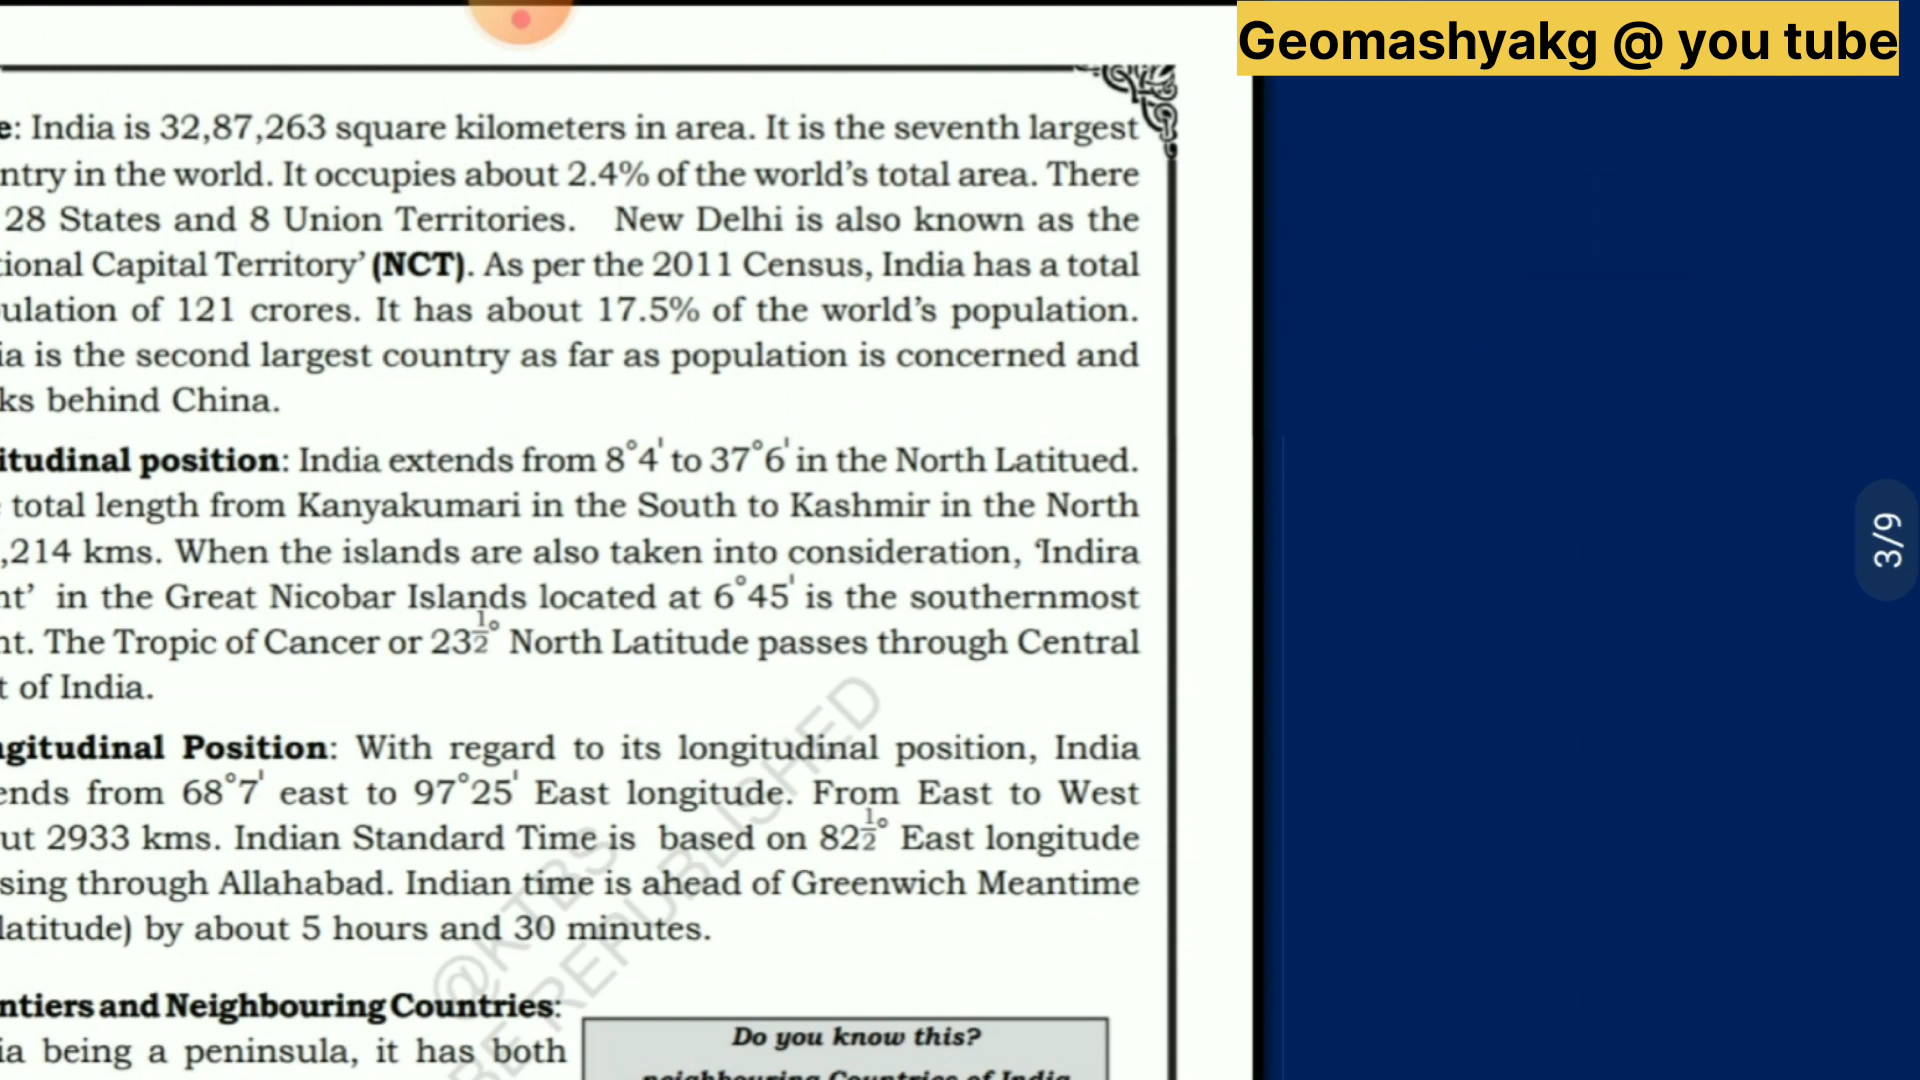 Geomashyakg @ you tube
e: India is 32,87,263 square kilometers in area. It is the seventh largest
ntry in the world. It occupies about 2.4% of the world's total area. There
28 States and 8 Union Territories. New Delhi is also known as the
tional Capital Territory' (NCT). As per the 2011 Census, India has a total
ulation of 121 crores. It has about 17.5% of the world's population.
ia is the second largest country as far as population is concerned and
ks behind China.
itudinal position: India extends from 8°4' to 37°6' in the North Latitued.
total length from Kanyakumari in the South to Kashmir in the North
,214 kms. When the islands are also taken into consideration, 'Indira
nt' in the Great Nicobar Islands located at 6°45' is the southernmost
nt. The Tropic of Cancer or 23½° North Latitude passes through Central
t of India.
ngitudinal Position: With regard to its longitudinal position, India
ends from 68°7' east to 97°25' East longitude. From East to West
ut 2933 kms. Indian Standard Time is based on 82½° East longitude
sing through Allahabad. Indian time is ahead of Greenwich Meantime
latitude) by about 5 hours and 30 minutes.
ntiers and Neighbouring Countries:
ia being a peninsula, it has both
Do you know this?
neighbouring Countries of India
@KTBS
BE REPUBLISHED
3/9